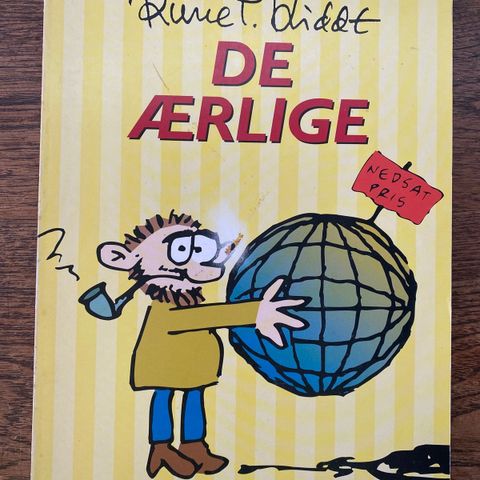 Rune T. Kidde
DE
ÆRLIGE
NEDSAT
PRIS